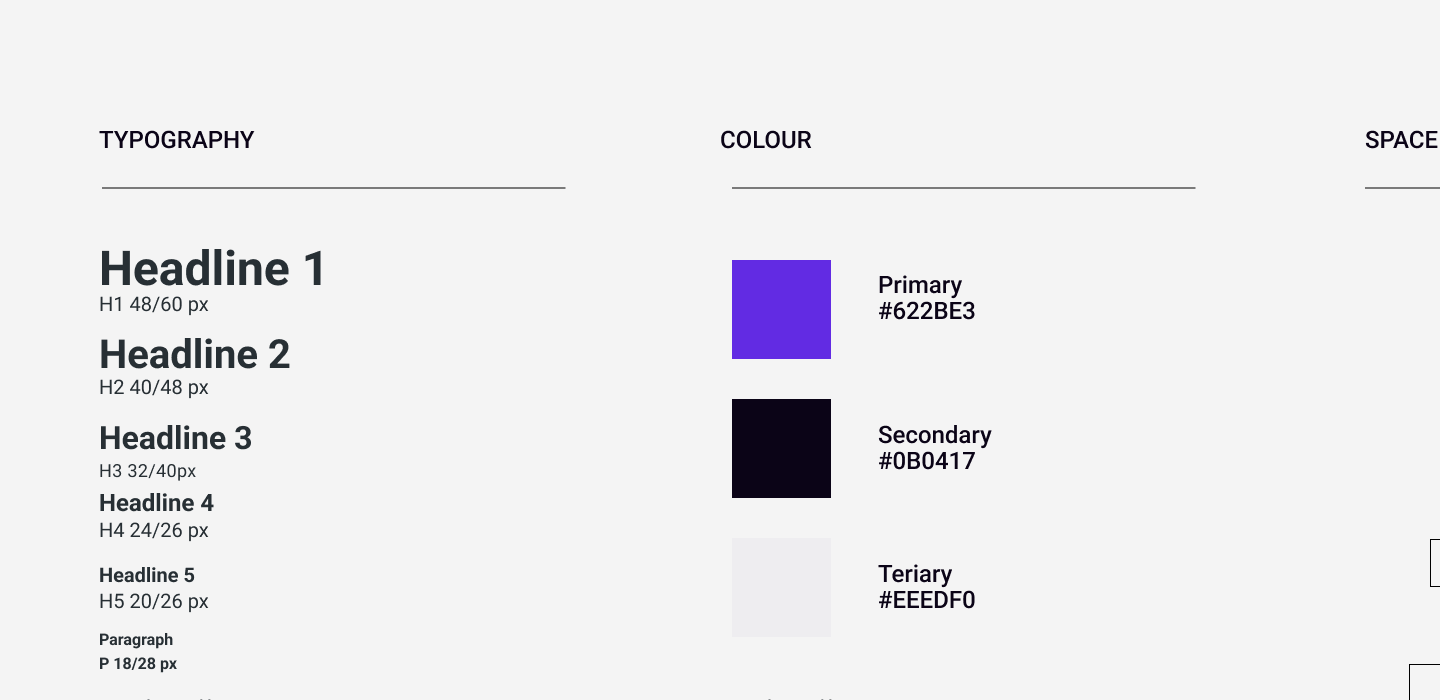 TYPOGRAPHY
Headline 1
H1 48/60 px
Headline 2
H2 40/48 px
Headline 3
H3 32/40px
Headline 4
H4 24/26 px
Headline 5
H5 20/26 px
Paragraph
P 18/28 px
COLOUR
Primary
#622BE3
Secondary
#0B0417
Teriary
#EEEDF0
SPACE